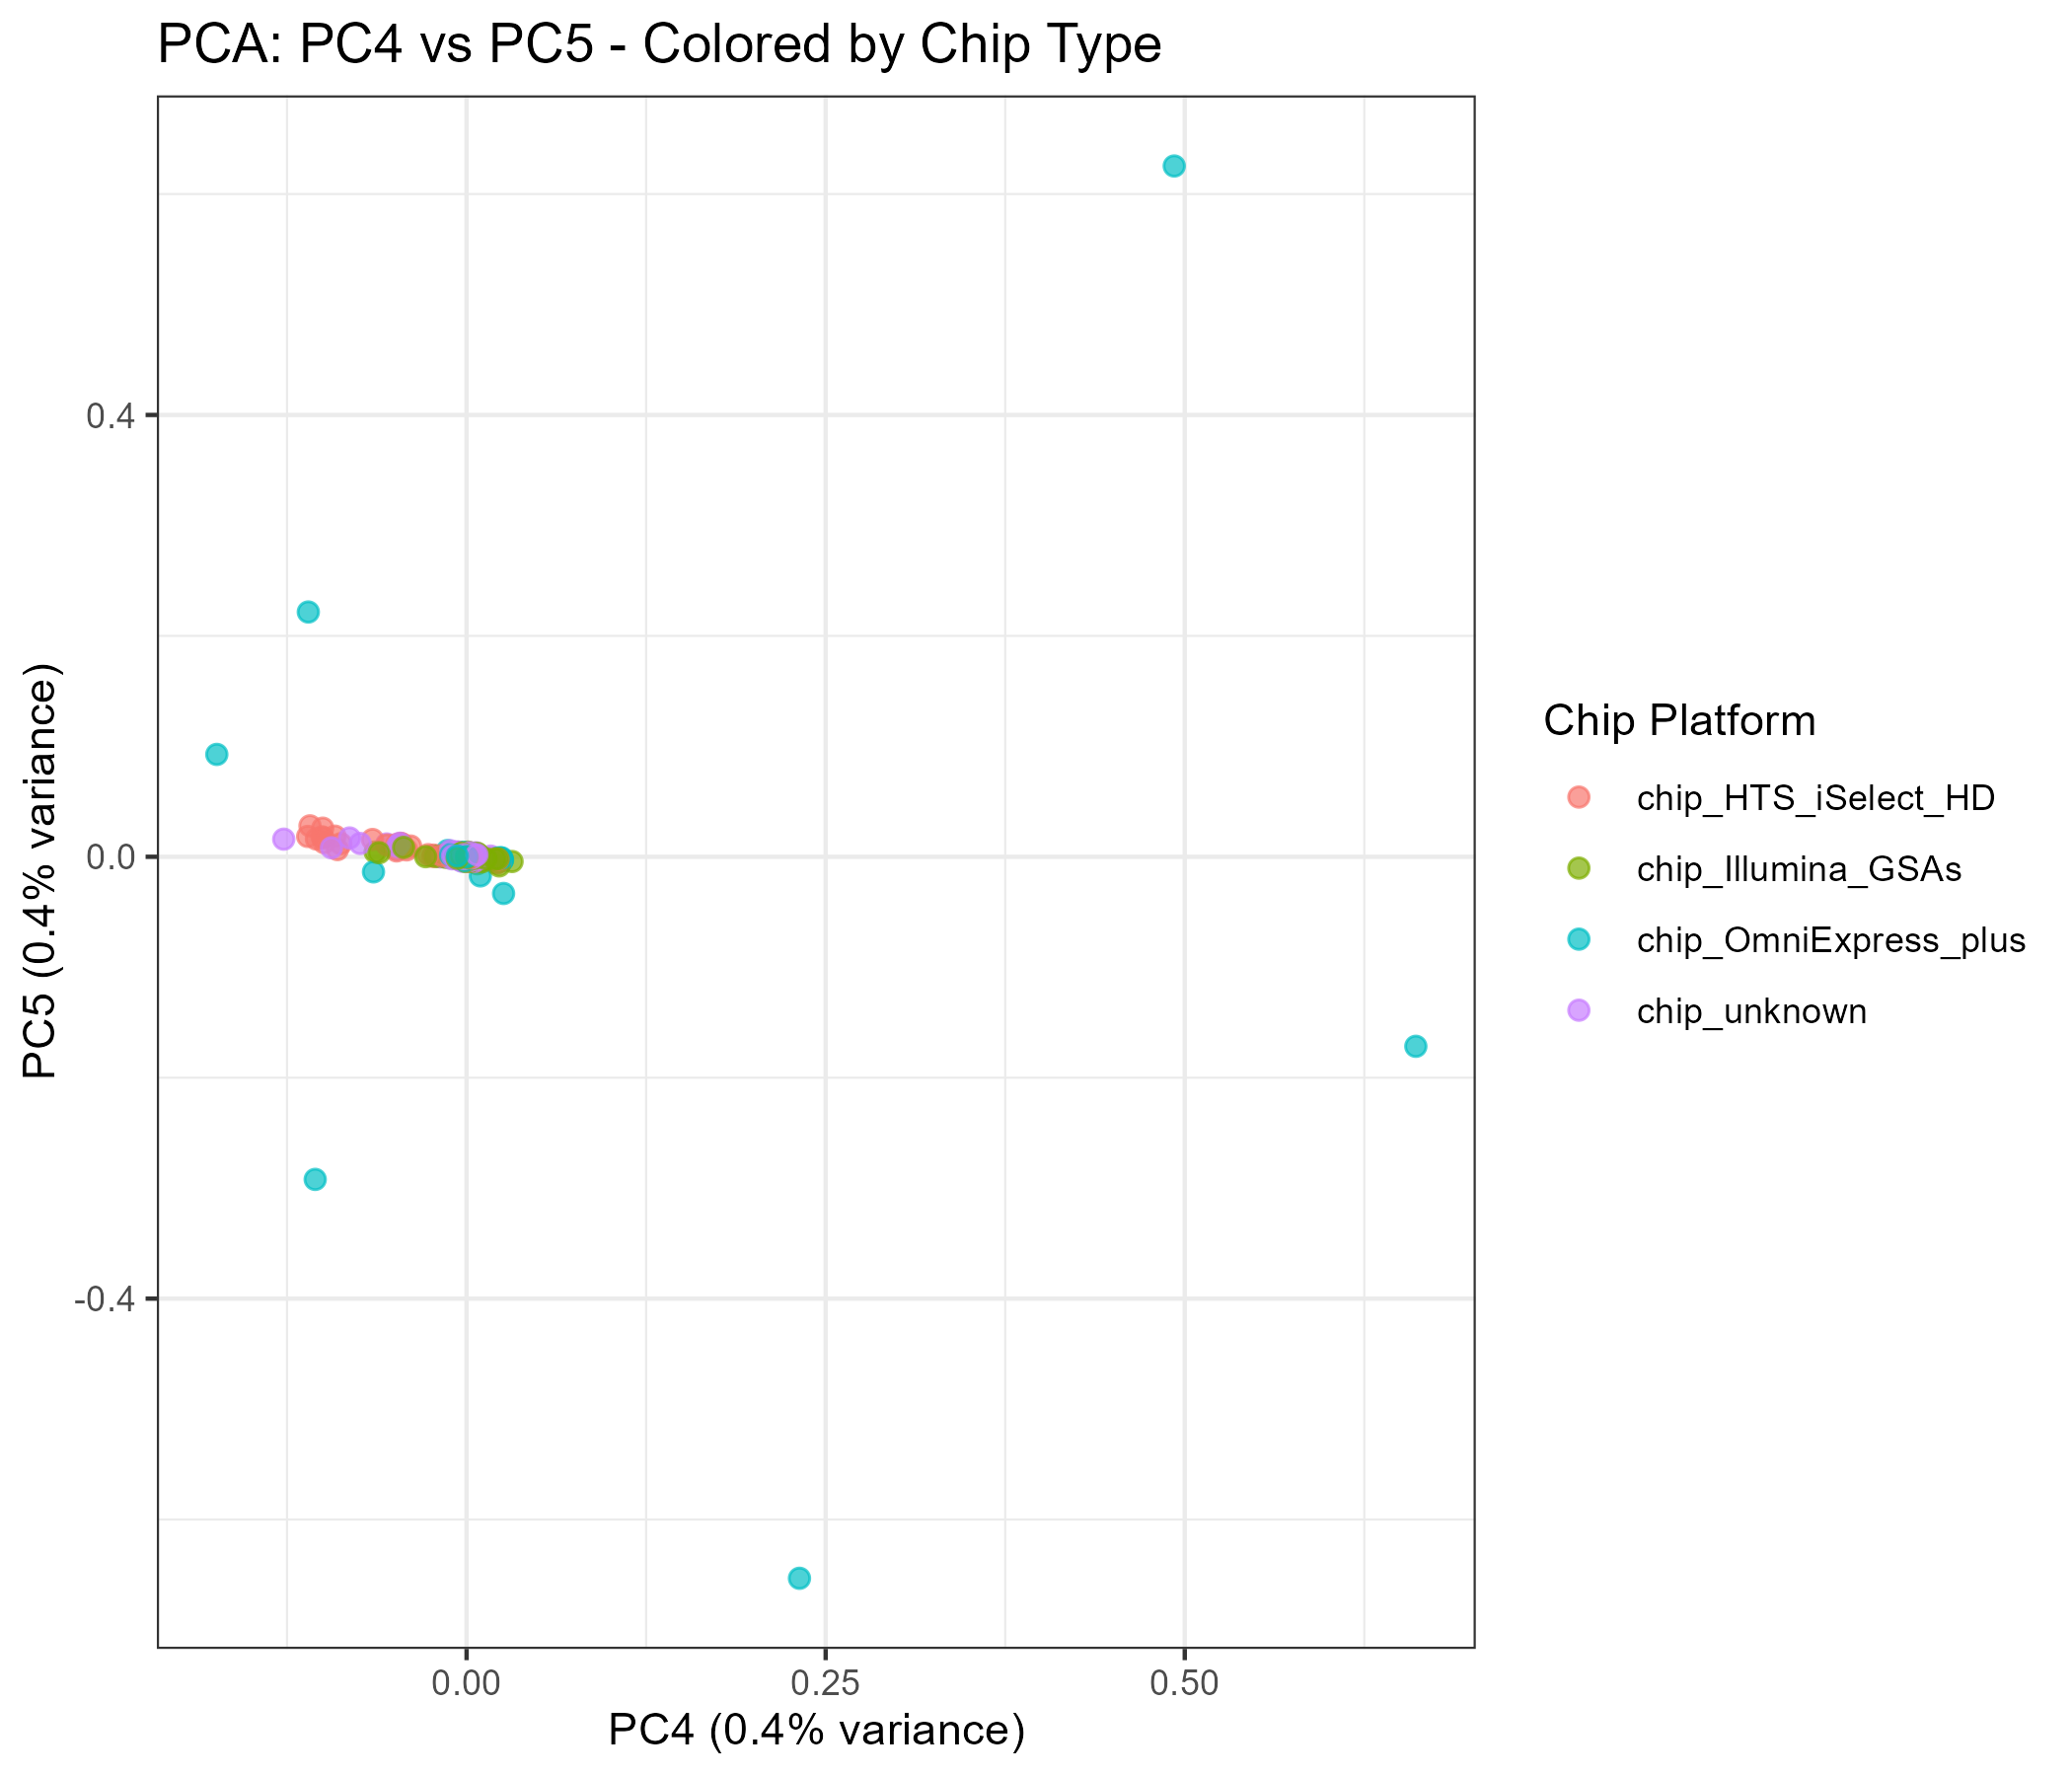 PCA: PC4 vs PC5 - Colored by Chip Type
PC5 (0.4% variance)
0.4
0.0
-0.4
0.00
0.25
0.50
PC4 (0.4% variance)
Chip Platform
chip_HTS_iSelect_HD
chip_Illumina_GSAs
chip_OmniExpress_plus
chip_unknown